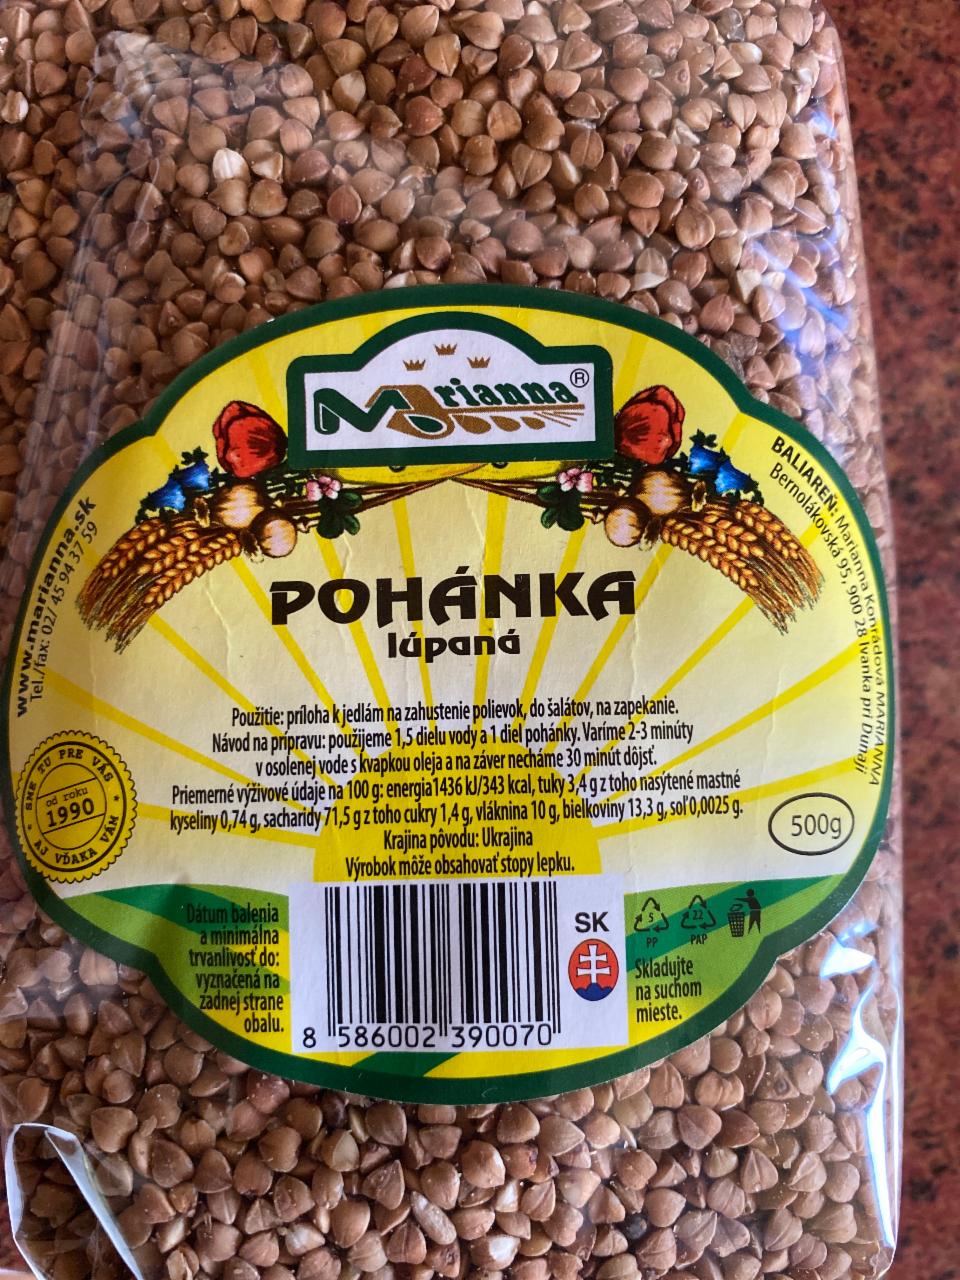 Marianna®
POHÁNKA
lúpaná
Použitie: príloha k jedlám na zahustenie polievok, do šalátov, na zapekanie.
Návod na prípravu: použijeme 1,5 dielu vody a 1 diel pohánky. Varíme 2-3 minúty
v osolenej vode s kvapkou oleja a na záver necháme 30 minút dôjsť.
Priemerné výživové údaje na 100 g: energia1436 kJ/343 kcal, tuky 3,4 g z toho nasýtené mastné
kyseliny 0,74 g, sacharidy 71,5 g z toho cukry 1,4 g, vláknina 10 g, bielkoviny 13,3 g, soľ 0,0025 g.
Krajina pôvodu: Ukrajina
Výrobok môže obsahovať stopy lepku.
www.marianna.sk
Tel./fax: 02/ 45 94 37 59
BALIAREŇ: Marianna Konrádová MARIANNA
Bernolákovská 95, 900 28 Ivanka pri Dunaji
SME TU PRE VÁS
od roku
1990
AJ VĎAKA VÁM
500g
Dátum balenia
a minimálna
trvanlivosť do:
vyznačená na
zadnej strane
obalu.
8 586002 390070
SK
5
PP
22
PAP
Skladujte
na suchom
mieste.